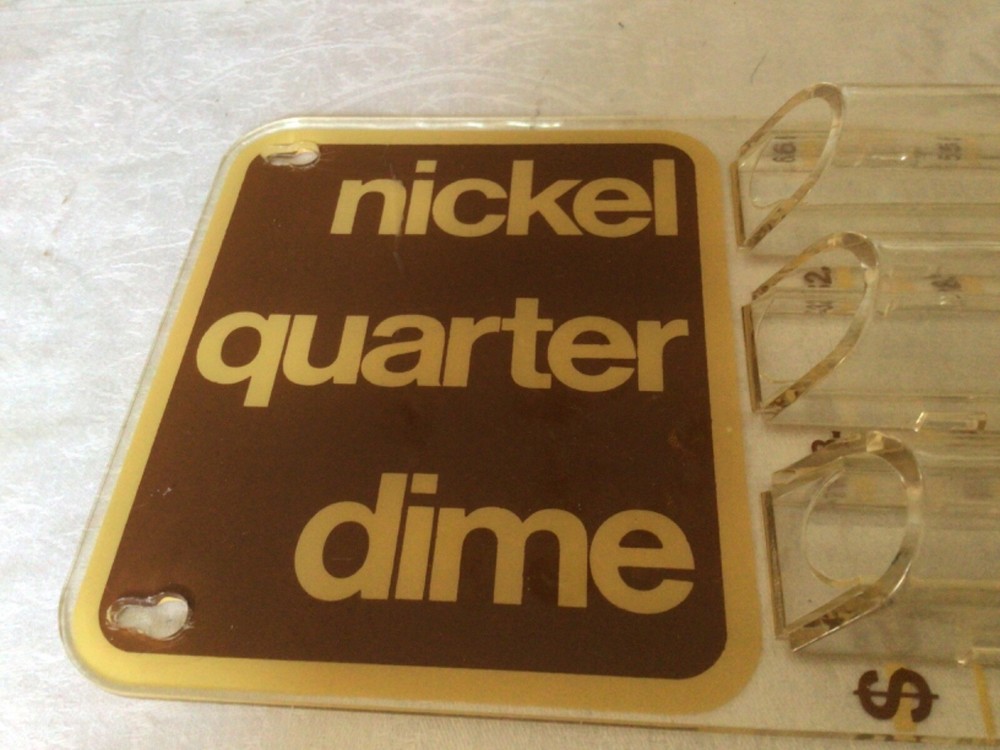 nickel
quarter
dime
$